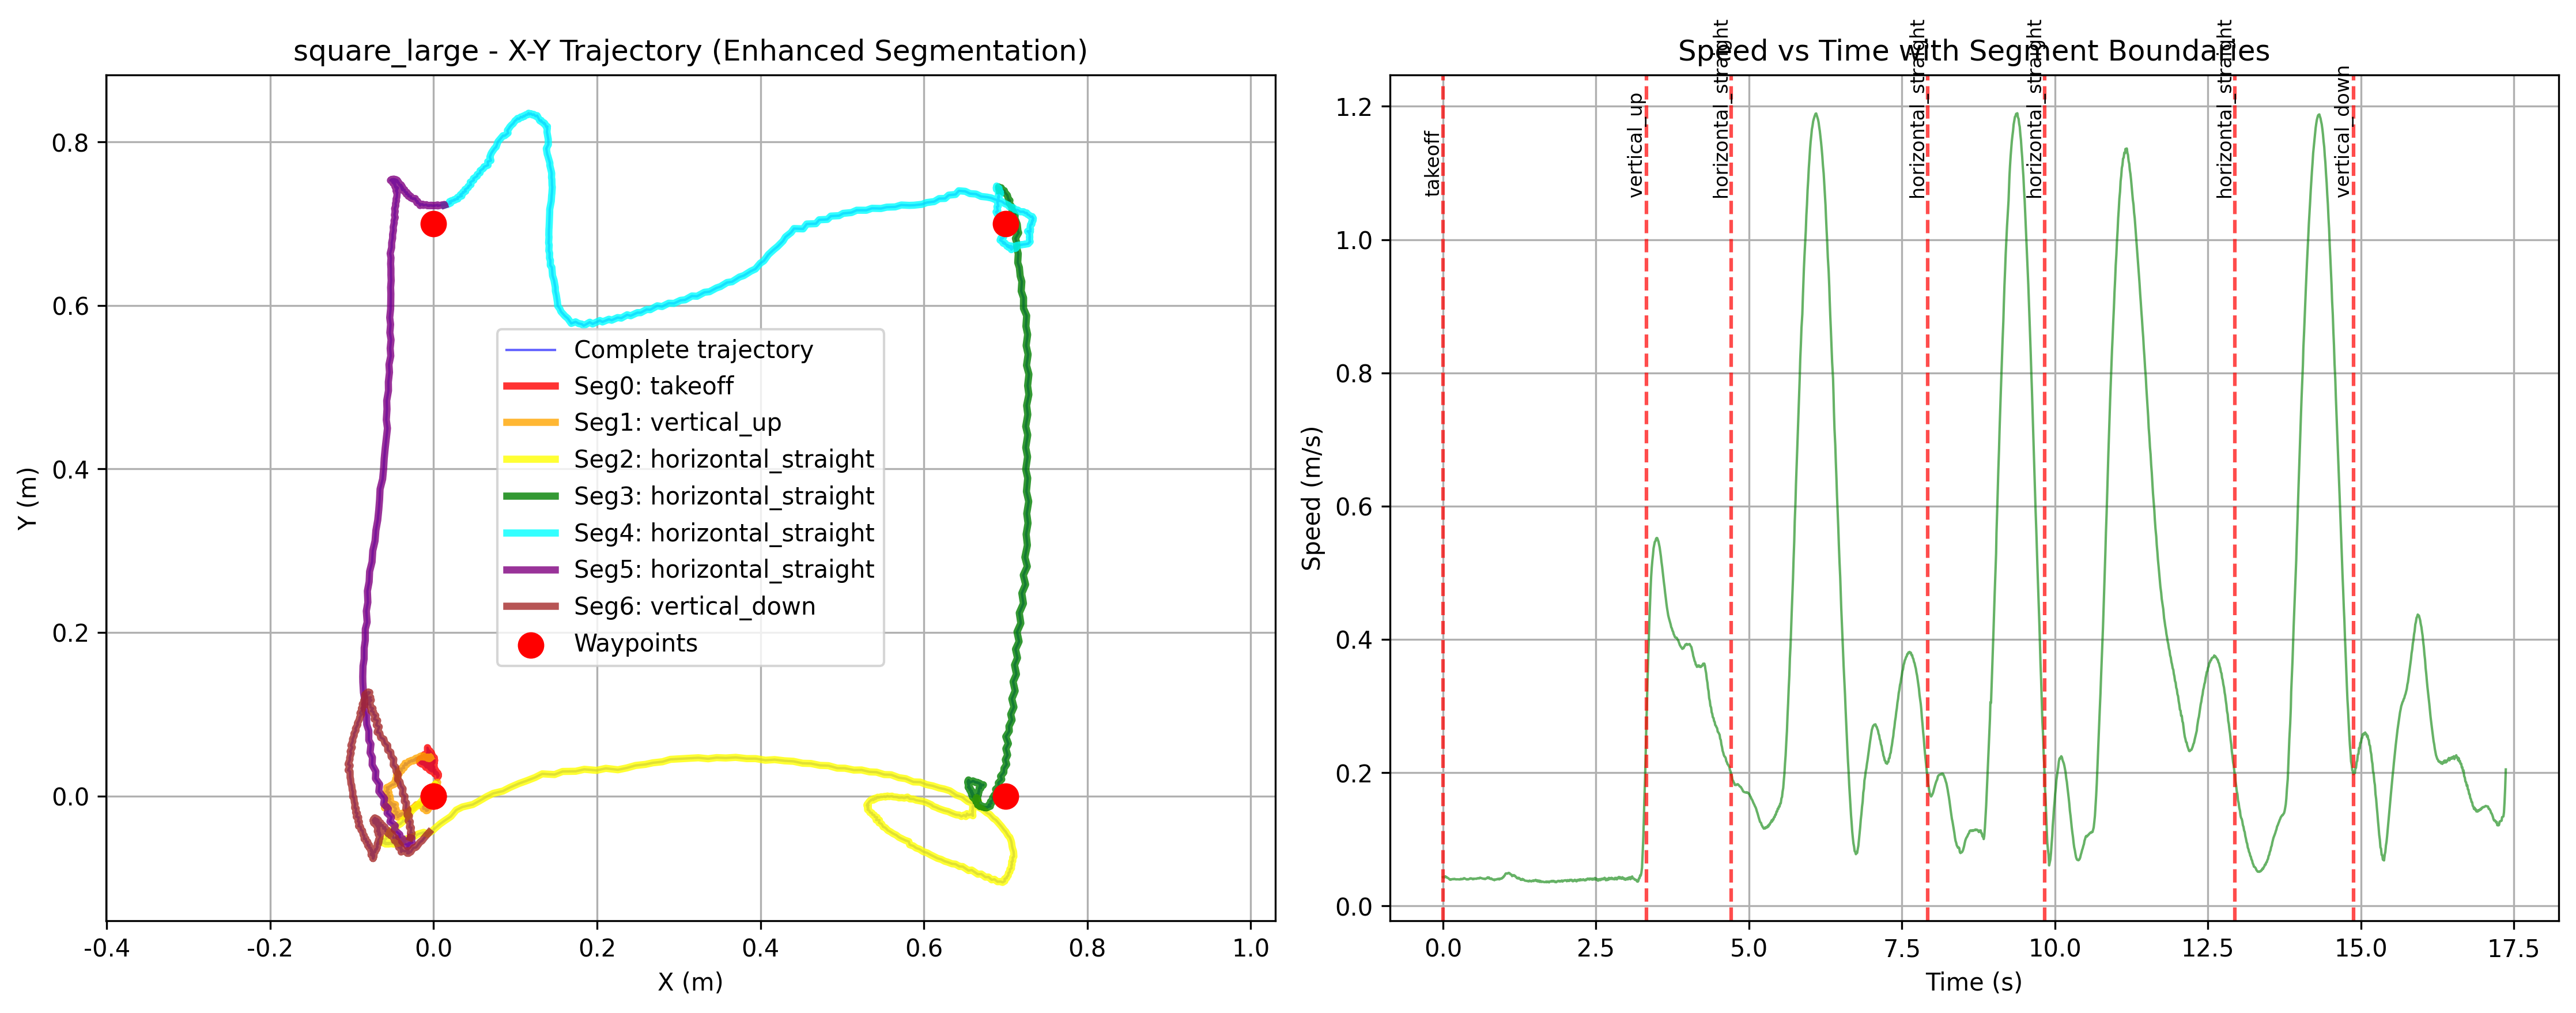 square_large - X-Y Trajectory (Enhanced Segmentation)
Y (m)
0.8
0.6
0.4
0.2
0.0
-0.4
-0.2
0.0
0.2
0.4
0.6
0.8
1.0
X (m)
Complete trajectory
Seg0: takeoff
Seg1: vertical_up
Seg2: horizontal_straight
Seg3: horizontal_straight
Seg4: horizontal_straight
Seg5: horizontal_straight
Seg6: vertical_down
Waypoints
Speed vs Time with Segment Boundaries
Speed (m/s)
1.2
1.0
0.8
0.6
0.4
0.2
0.0
takeoff
vertical_up
horizontal_straight
horizontal_straight
horizontal_straight
horizontal_straight
vertical_down
0.0
2.5
5.0
7.5
10.0
12.5
15.0
17.5
Time (s)